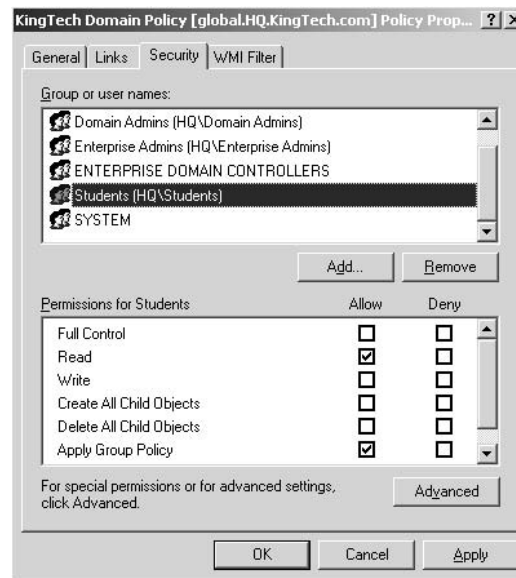 KingTech Domain Policy [global.HQ.KingTech.com] Policy Prop... ? X
General Links Security WMI Filter
Group or user names:
Domain Admins (HQ\Domain Admins)
Enterprise Admins (HQ\Enterprise Admins)
ENTERPRISE DOMAIN CONTROLLERS
Students (HQ\Students)
SYSTEM
Add... Remove
Permissions for Students Allow Deny
Full Control
Read
Write
Create All Child Objects
Delete All Child Objects
Apply Group Policy
For special permissions or for advanced settings,
click Advanced.
Advanced
OK Cancel Apply